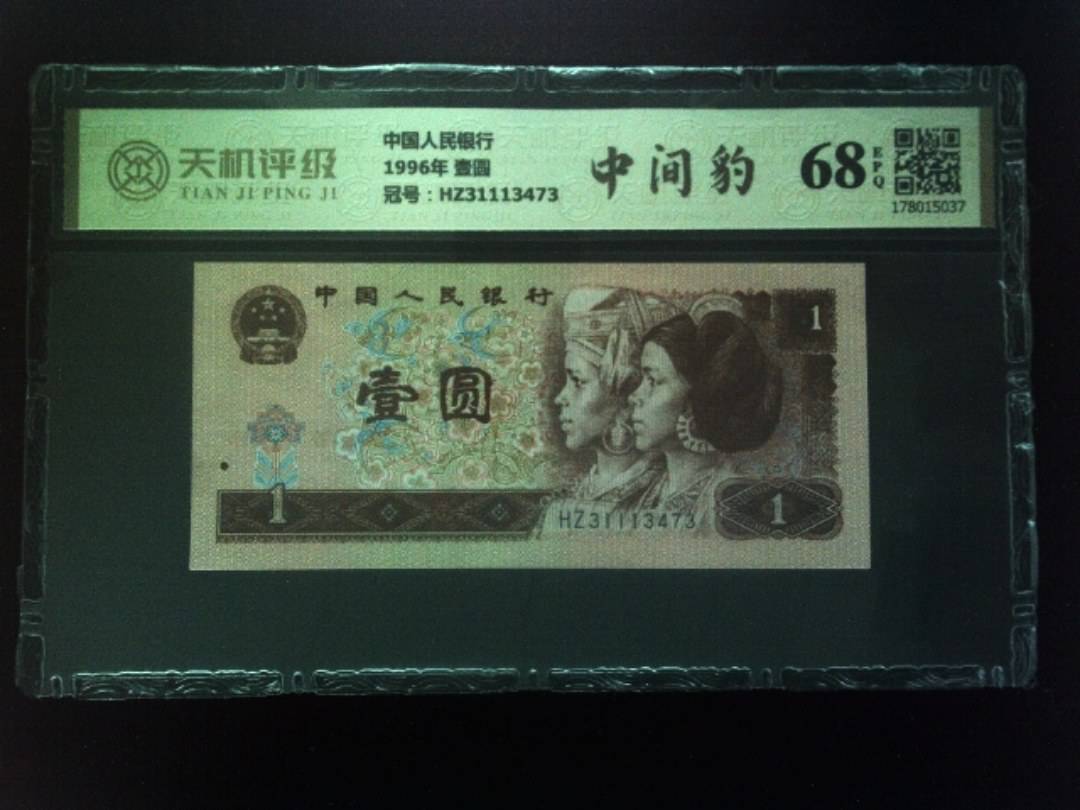 天机评级
TIAN JI PING JI
中国人民银行
1996年 壹圆
冠号：HZ31113473
中间豹
68
EPQ
178015037
中国人民银行
1
壹圆
1
HZ31113473
1